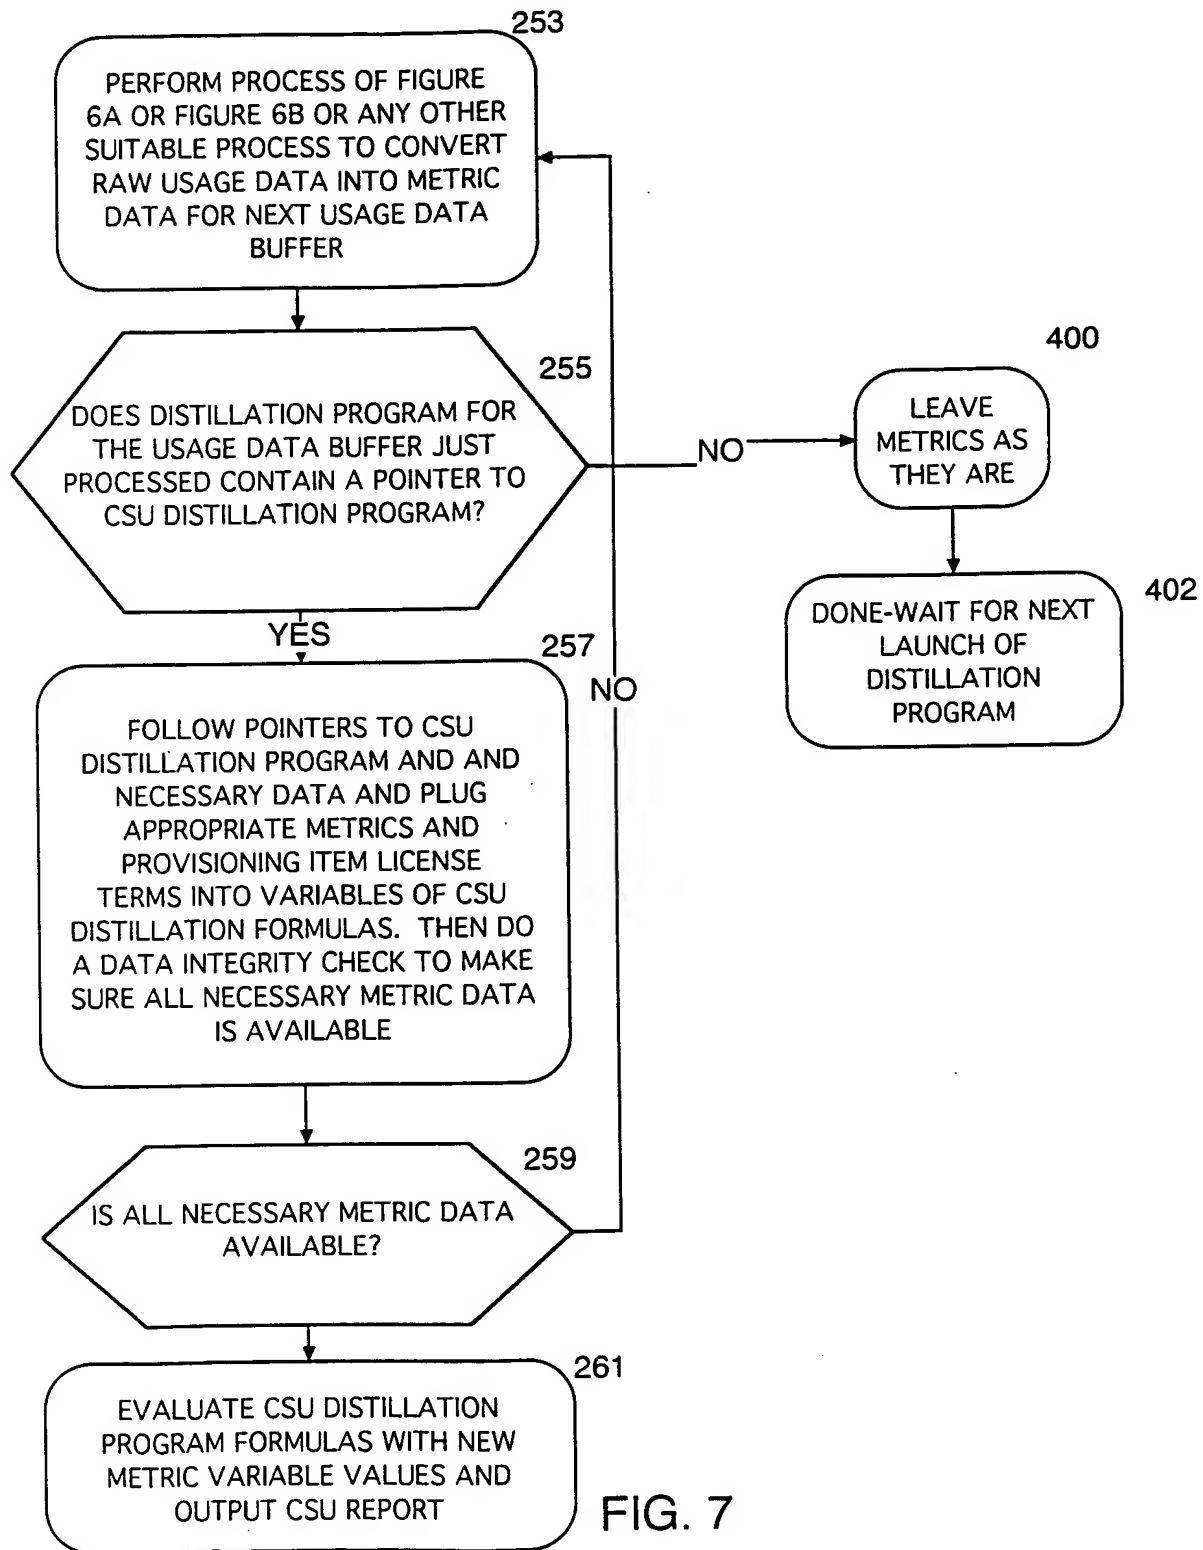 253
PERFORM PROCESS OF FIGURE
6A OR FIGURE 6B OR ANY OTHER
SUITABLE PROCESS TO CONVERT
RAW USAGE DATA INTO METRIC
DATA FOR NEXT USAGE DATA
BUFFER
255
DOES DISTILLATION PROGRAM FOR
THE USAGE DATA BUFFER JUST
PROCESSED CONTAIN A POINTER TO
CSU DISTILLATION PROGRAM?
NO
400
LEAVE
METRICS AS
THEY ARE
402
DONE-WAIT FOR NEXT
LAUNCH OF
DISTILLATION
PROGRAM
YES
257
NO
FOLLOW POINTERS TO CSU
DISTILLATION PROGRAM AND AND
NECESSARY DATA AND PLUG
APPROPRIATE METRICS AND
PROVISIONING ITEM LICENSE
TERMS INTO VARIABLES OF CSU
DISTILLATION FORMULAS. THEN DO
A DATA INTEGRITY CHECK TO MAKE
SURE ALL NECESSARY METRIC DATA
IS AVAILABLE
259
IS ALL NECESSARY METRIC DATA
AVAILABLE?
261
EVALUATE CSU DISTILLATION
PROGRAM FORMULAS WITH NEW
METRIC VARIABLE VALUES AND
OUTPUT CSU REPORT
FIG. 7